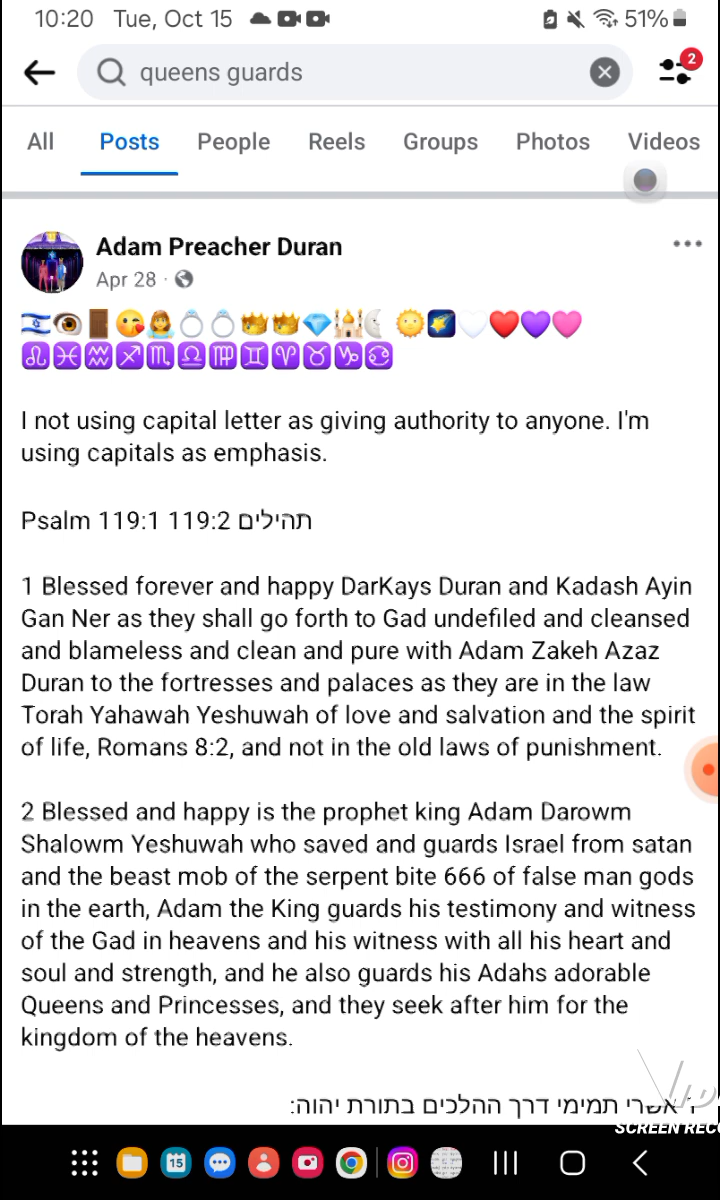 10:20 Tue, Oct 15 51%
queens guards
2
All Posts People Reels Groups Photos Videos
Adam Preacher Duran
Apr 28 ·
I not using capital letter as giving authority to anyone. I'm
using capitals as emphasis.
Psalm 119:1 119:2 תהילים
1 Blessed forever and happy DarKays Duran and Kadash Ayin
Gan Ner as they shall go forth to Gad undefiled and cleansed
and blameless and clean and pure with Adam Zakeh Azaz
Duran to the fortresses and palaces as they are in the law
Torah Yahawah Yeshuwah of love and salvation and the spirit
of life, Romans 8:2, and not in the old laws of punishment.
2 Blessed and happy is the prophet king Adam Darowm
Shalowm Yeshuwah who saved and guards Israel from satan
and the beast mob of the serpent bite 666 of false man gods
in the earth, Adam the King guards his testimony and witness
of the Gad in heavens and his witness with all his heart and
soul and strength, and he also guards his Adahs adorable
Queens and Princesses, and they seek after him for the
kingdom of the heavens.
אשרי תמימי דרך ההלכים בתורת יהוה:
SCREEN REC
15